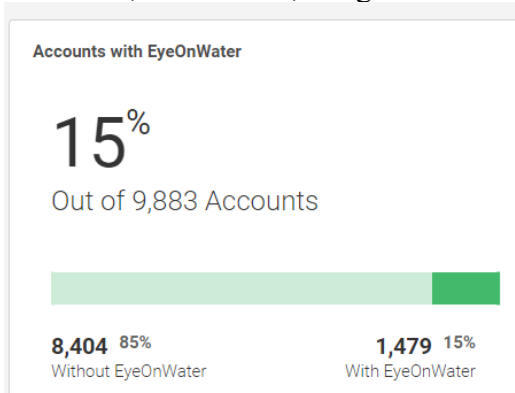 Accounts with EyeOnWater
15%
Out of 9,883 Accounts
8,404 85% 1,479 15%
Without EyeOnWater With EyeOnWater